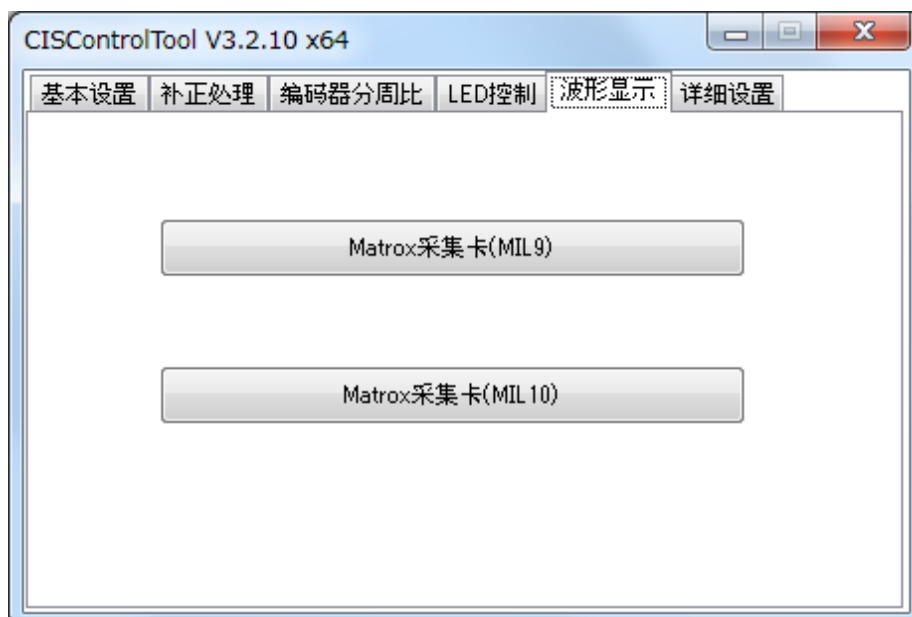 CISControlTool V3.2.10 x64
基本设置 补正处理 编码器分周比 LED控制 波形显示 详细设置
Matrox采集卡(MIL9)
Matrox采集卡(MIL10)